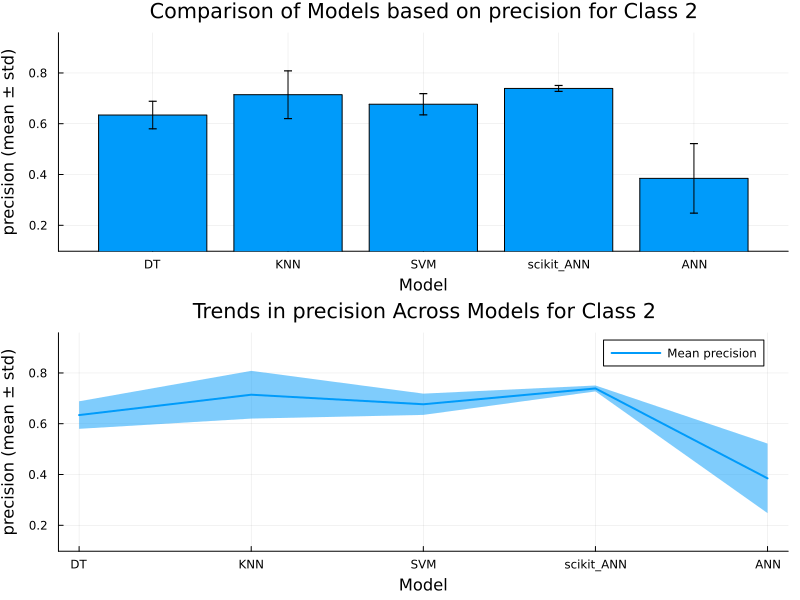 Comparison of Models based on precision for Class 2
precision (mean ± std)
0.8
0.6
0.4
0.2
DT KNN SVM scikit_ANN ANN
Model
Trends in precision Across Models for Class 2
precision (mean ± std)
Mean precision
0.8
0.6
0.4
0.2
DT KNN SVM scikit_ANN ANN
Model